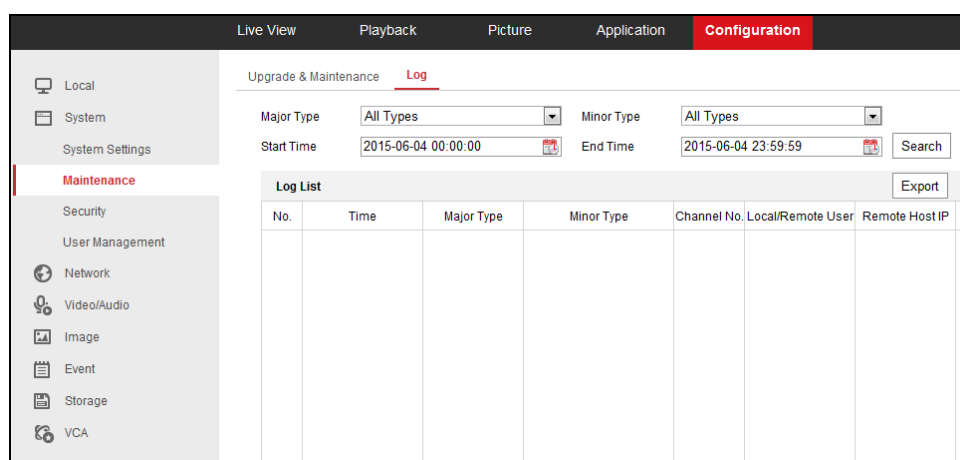 Live View Playback Picture Application Configuration
Upgrade & Maintenance Log
Local
System
System Settings
Maintenance
Security
User Management
Network
Video/Audio
Image
Event
Storage
VCA
Major Type All Types Minor Type All Types
Start Time 2015-06-04 00:00:00 End Time 2015-06-04 23:59:59 Search
Log List Export
No. Time Major Type Minor Type Channel No. Local/Remote User Remote Host IP